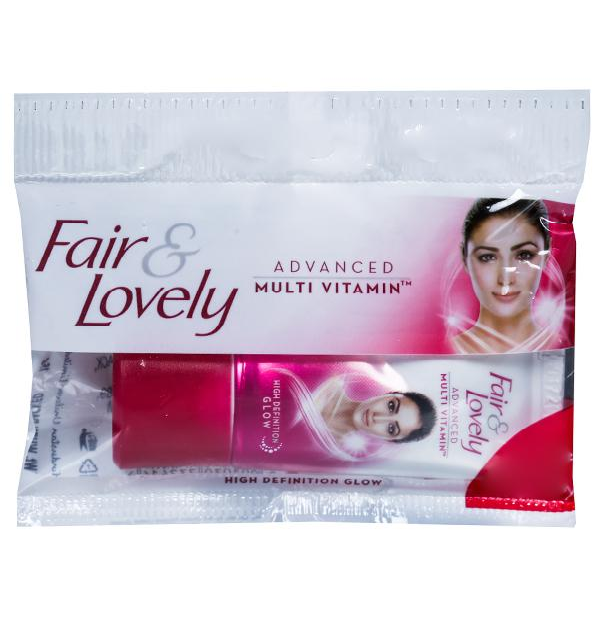 Fair &
Lovely
ADVANCED
MULTI VITAMIN™
Fair &
Lovely
ADVANCED
MULTI VITAMIN™
HIGH DEFINITION
GLOW
HIGH DEFINITION GLOW